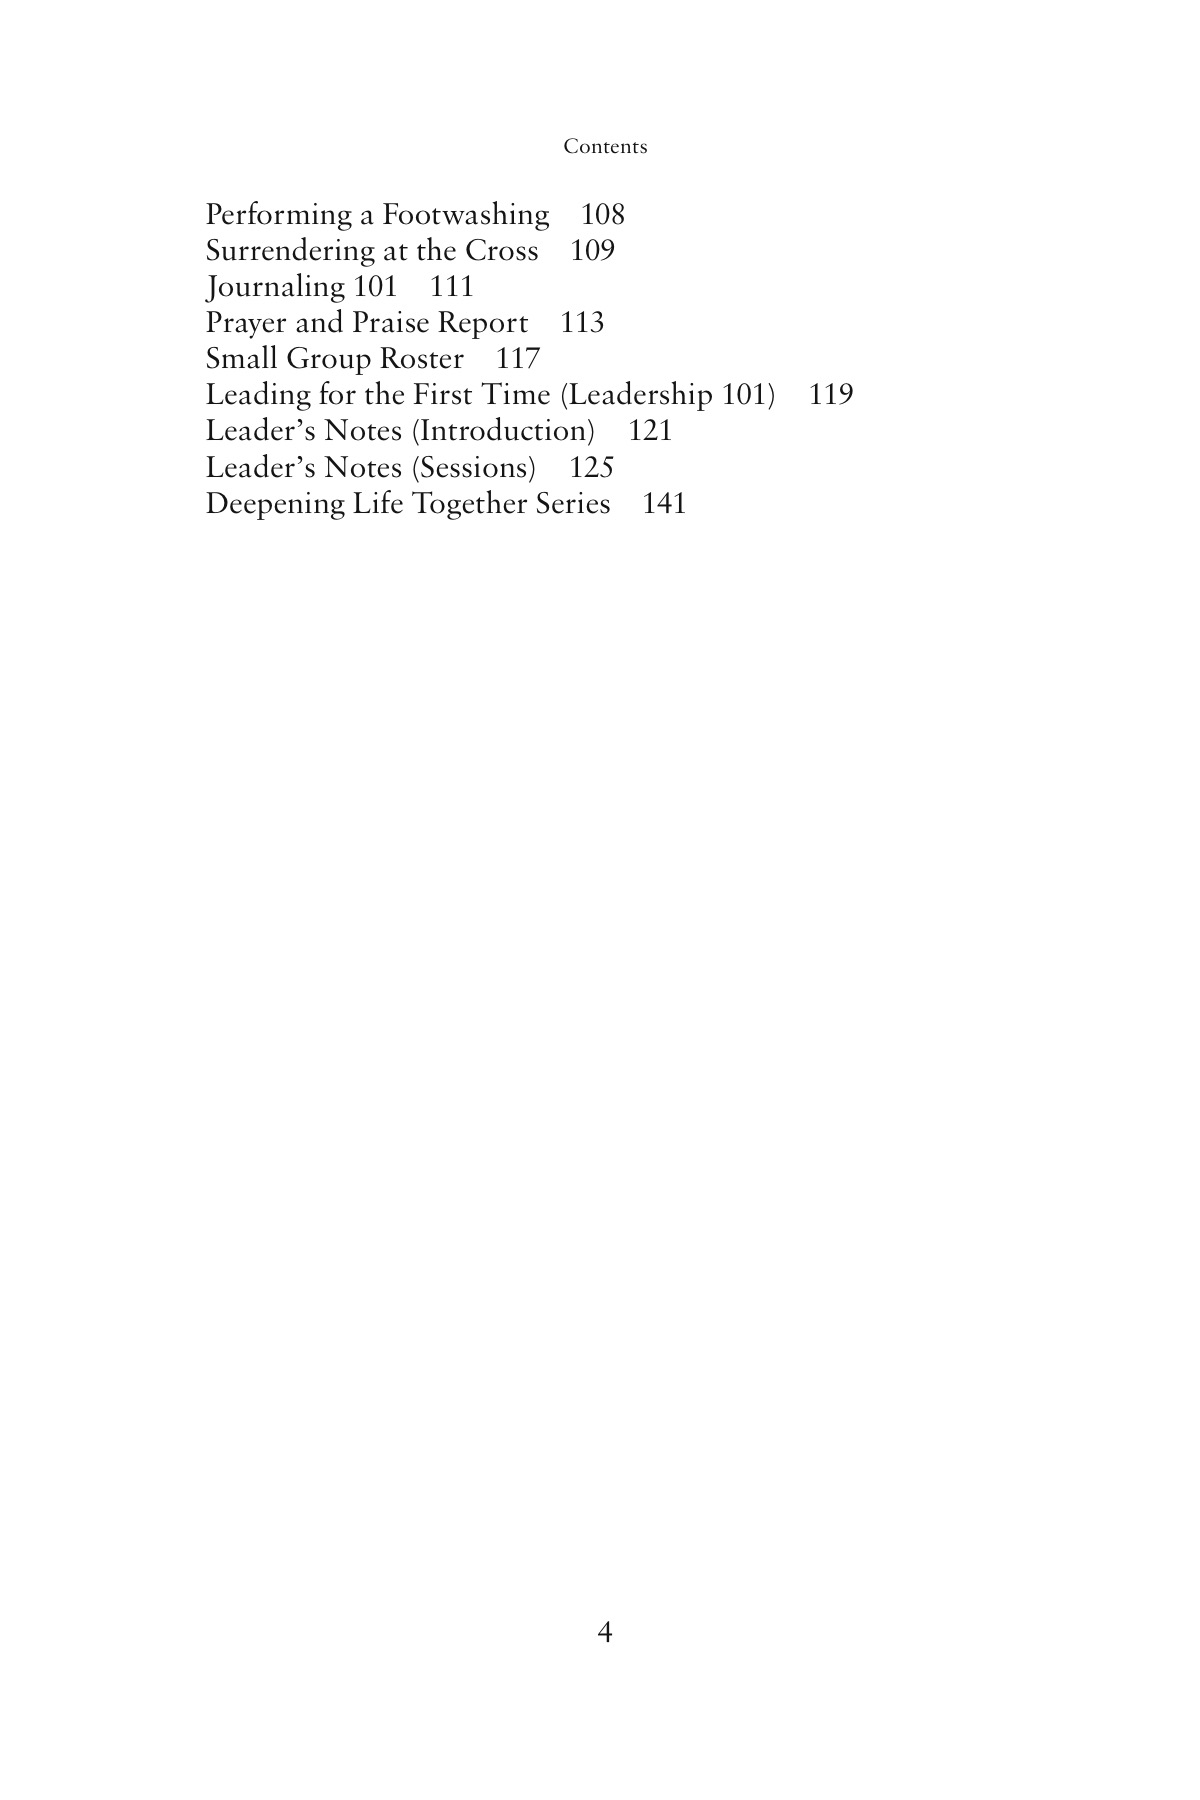 Contents
Performing a Footwashing 108
Surrendering at the Cross 109
Journaling 101 111
Prayer and Praise Report 113
Small Group Roster 117
Leading for the First Time (Leadership 101) 119
Leader’s Notes (Introduction) 121
Leader’s Notes (Sessions) 125
Deepening Life Together Series 141
4